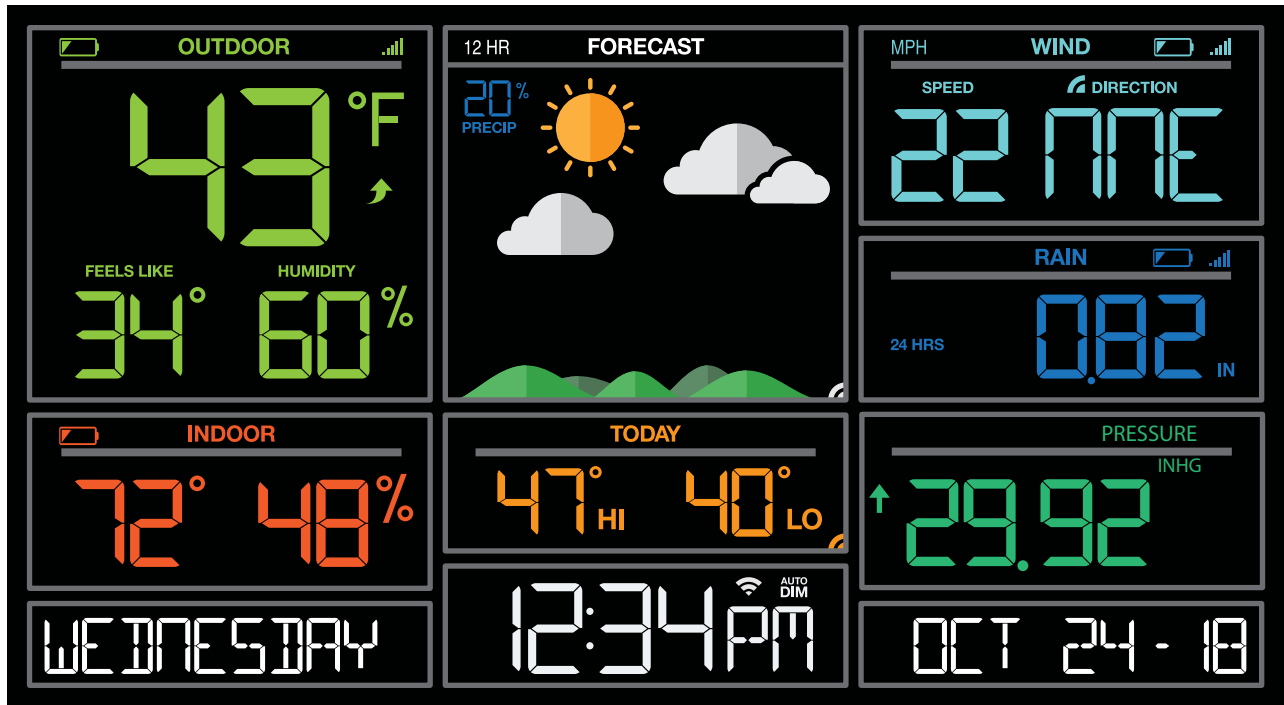 OUTDOOR
43°F
FEELS LIKE
34°
HUMIDITY
60%
12 HR FORECAST
20%
PRECIP
MPH WIND
SPEED
22
DIRECTION
NNE
RAIN
24 HRS
0.82 IN
INDOOR
72° 48%
TODAY
47° HI 40° LO
PRESSURE
INHG
29.92
WEDNESDAY
12:34 PM
AUTO
DIM
OCT 24-18